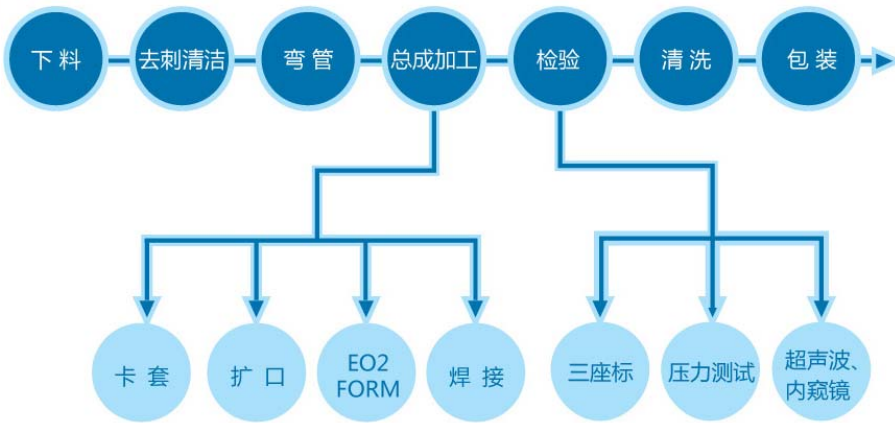 下料
去刺清洁
弯管
总成加工
检验
清洗
包装
卡套
扩口
EO2
FORM
焊接
三座标
压力测试
超声波、
内窥镜